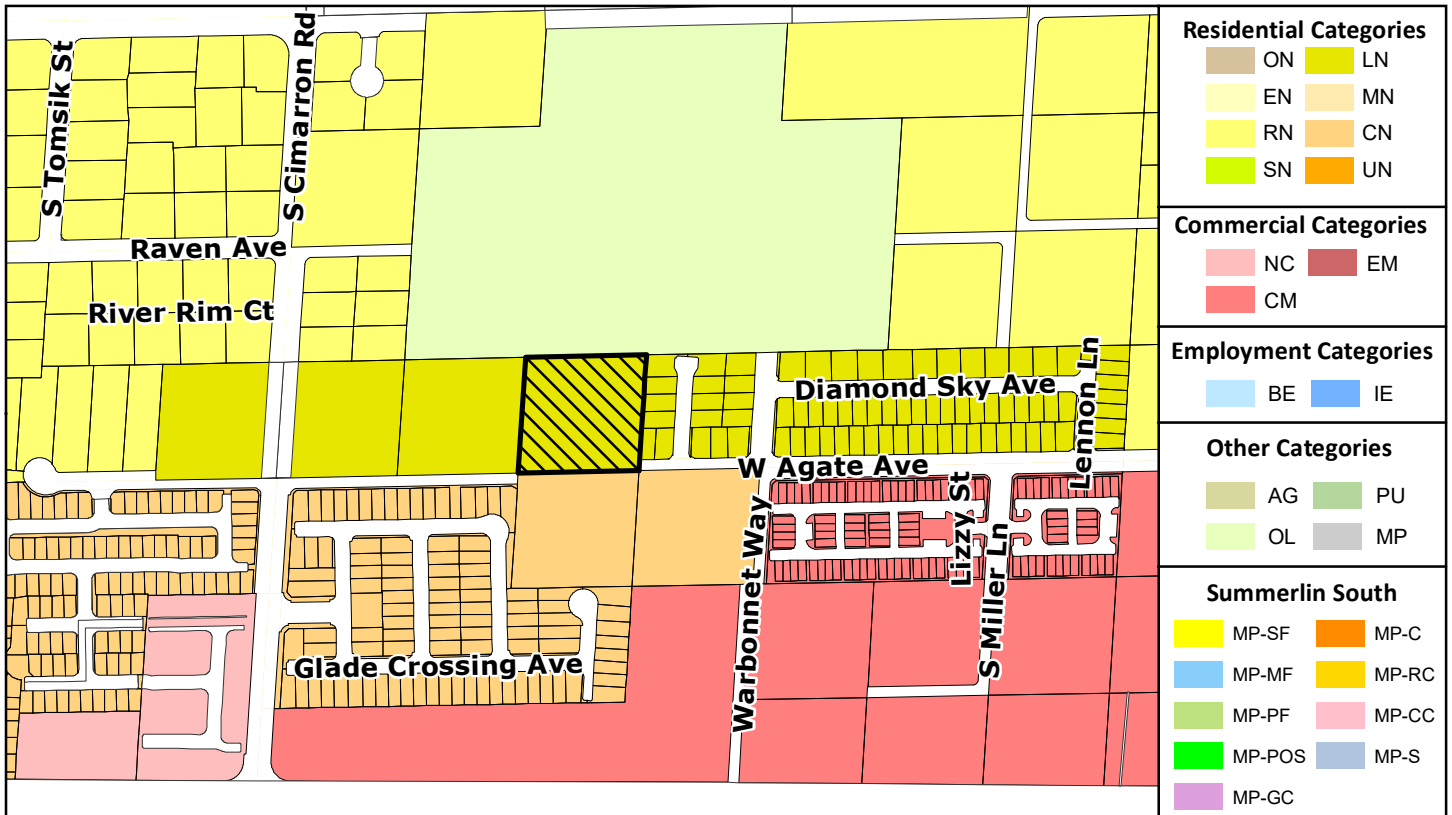 S Tomsik St
S Cimarron Rd
Raven Ave
River Rim Ct
Diamond Sky Ave
Lennon Ln
W Agate Ave
Warbonnet Way
Lizzy St
S Miller Ln
Glade Crossing Ave
Residential Categories
ON LN
EN MN
RN CN
SN UN
Commercial Categories
NC EM
CM
Employment Categories
BE IE
Other Categories
AG PU
OL MP
Summerlin South
MP-SF MP-C
MP-MF MP-RC
MP-PF MP-CC
MP-POS MP-S
MP-GC